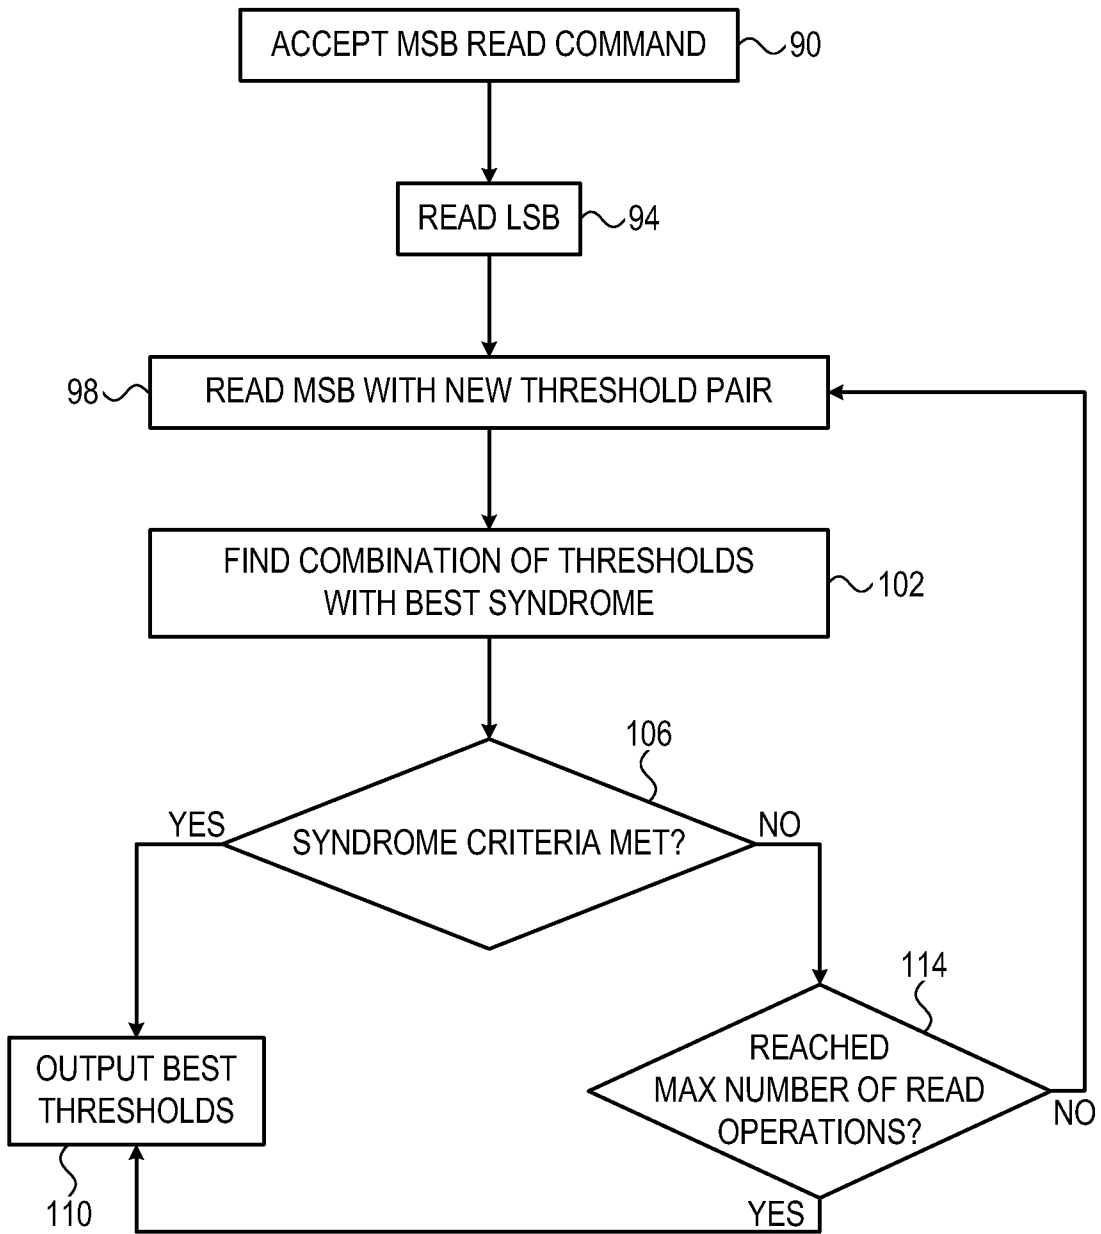 ACCEPT MSB READ COMMAND
90
READ LSB
94
98
READ MSB WITH NEW THRESHOLD PAIR
FIND COMBINATION OF THRESHOLDS
WITH BEST SYNDROME
102
106
YES
SYNDROME CRITERIA MET?
NO
114
OUTPUT BEST
THRESHOLDS
110
REACHED
MAX NUMBER OF READ
OPERATIONS?
NO
YES